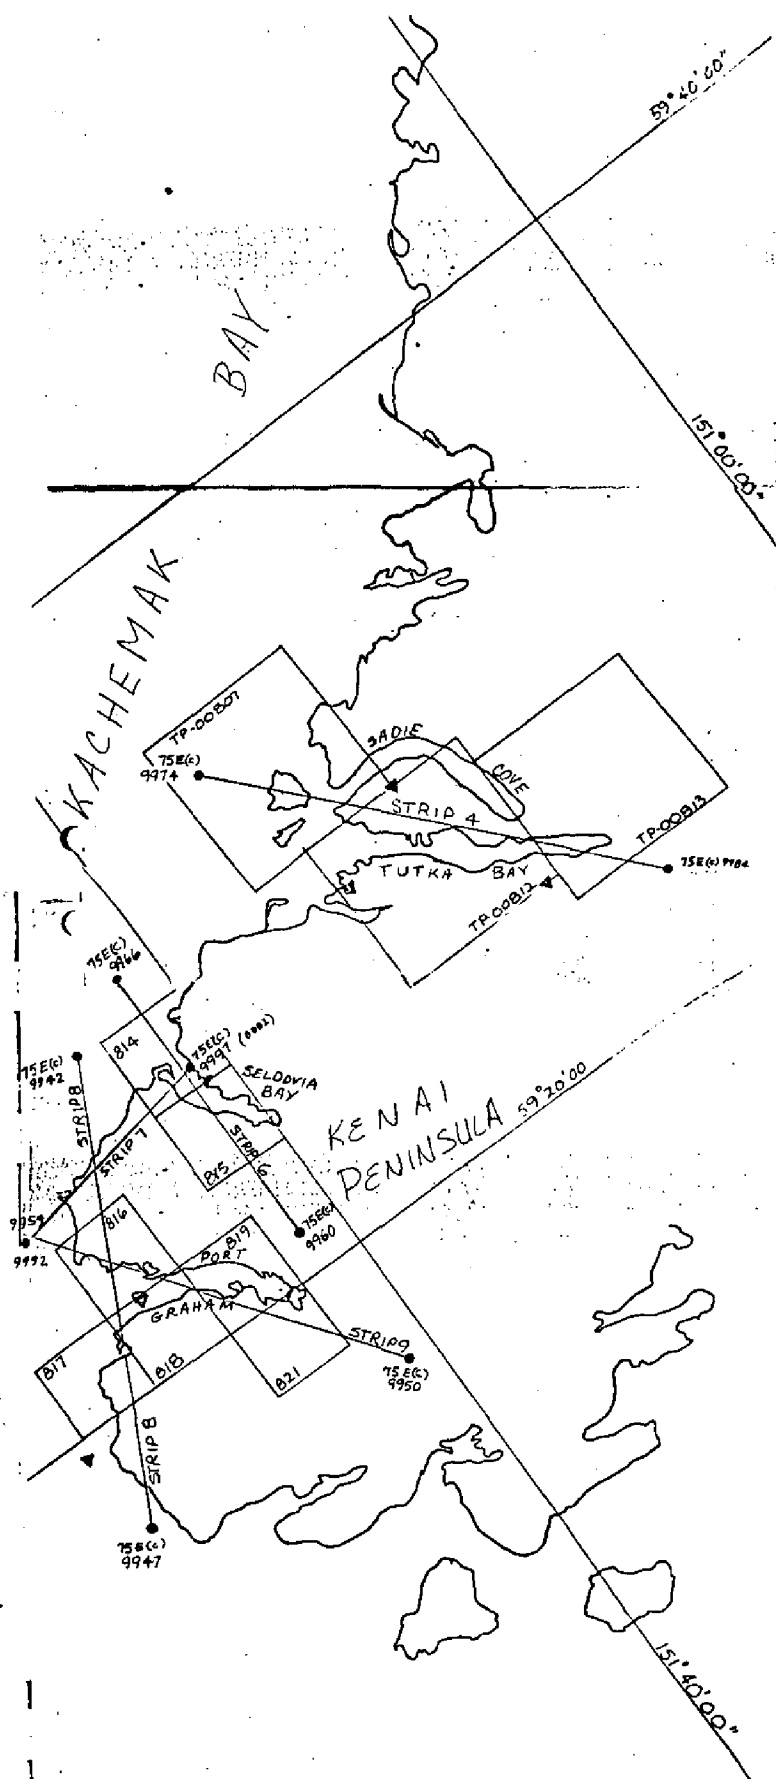 59° 40' 00"
BAY
151° 00' 00"
KACHEMAK
TP-00807
SADIE
COVE
75E(c)
9974
STRIP 4
TP-00813
75E(c) 9984
TUTKA BAY
TP-00812
75E(C)
9966
814
75E(C)
9997 (0002)
75E(c)
9942
SELDOVIA
BAY
STRIP 8
STRIP 7
KENAI
PENINSULA
59° 20' 00
STRIP 6
815
816
819
75E(c)
9960
9992
PORT
GRAHAM
STRIP 9
817
818
821
75E(c)
9950
STRIP 8
75E(c)
9947
151° 40' 00"